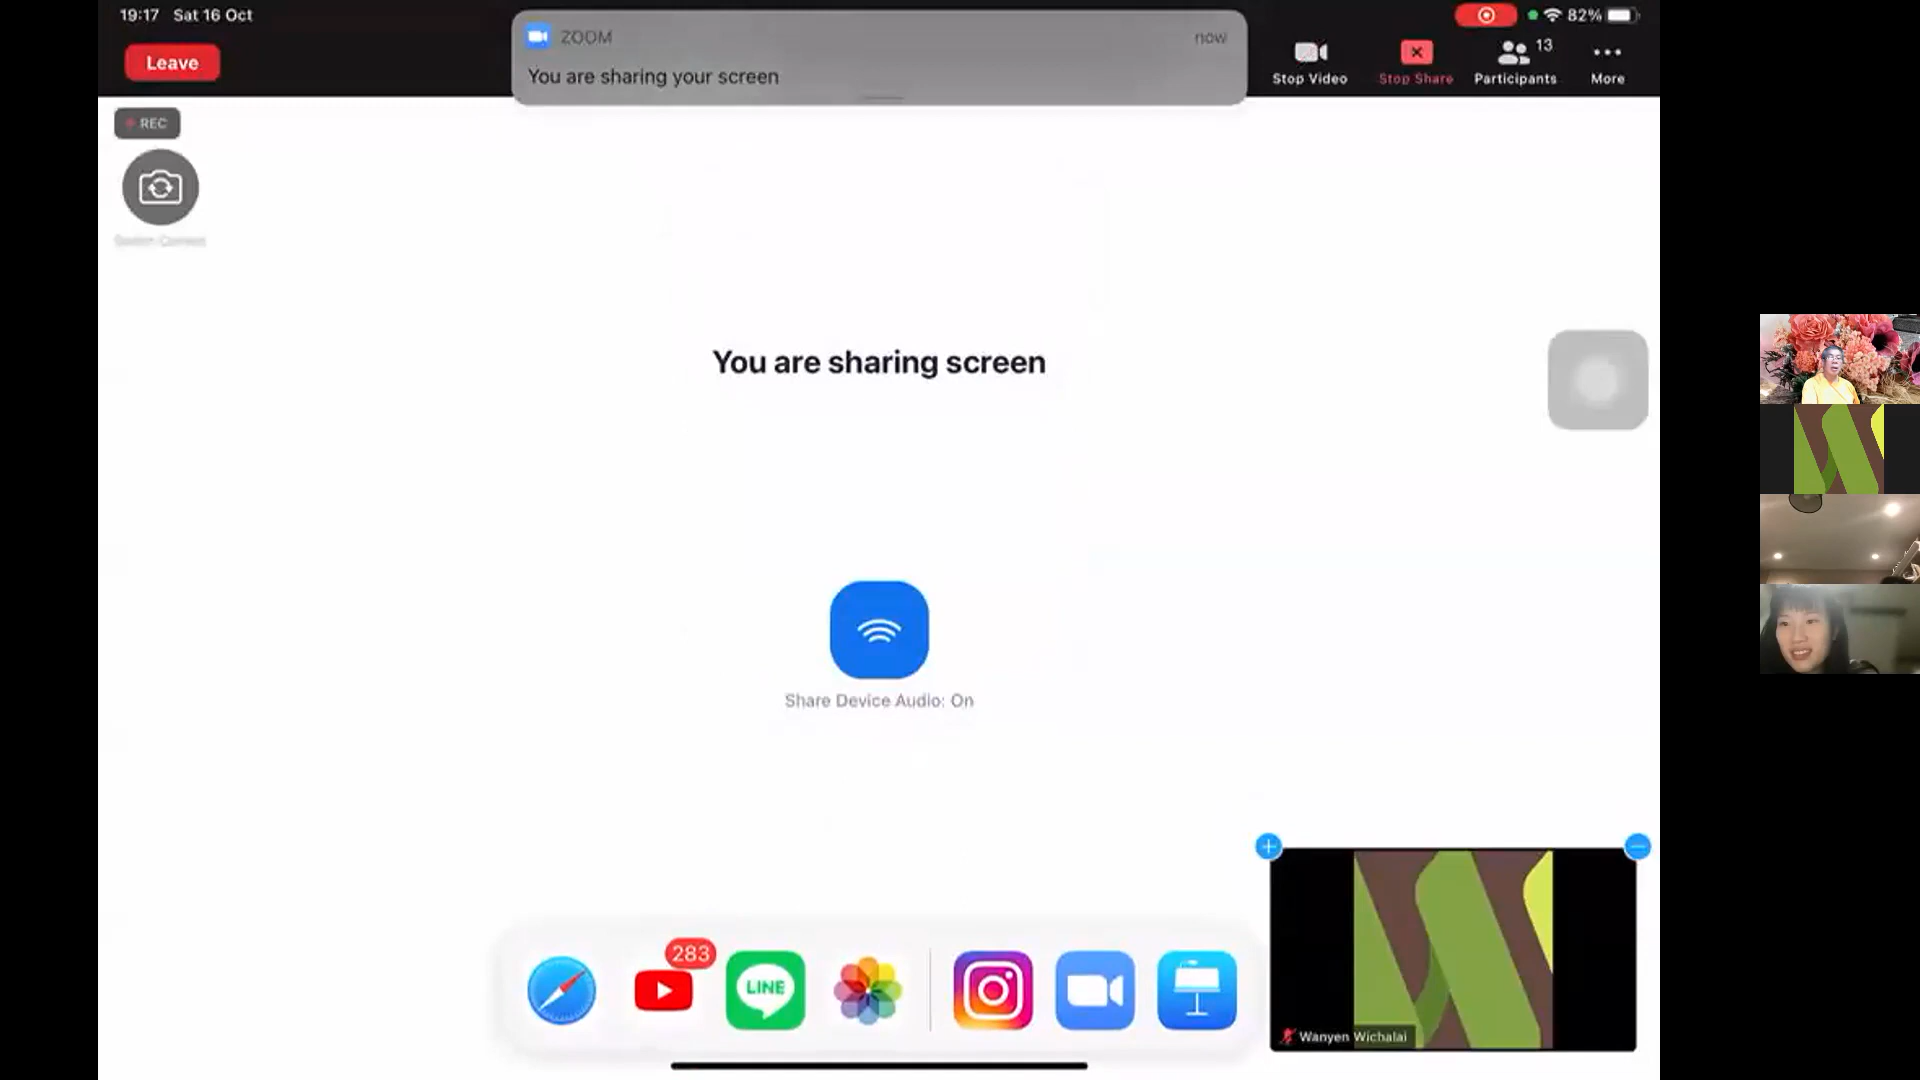 19:17 Sat 16 Oct
82%
Leave
ZOOM
now
You are sharing your screen
Stop Video
Stop Share
13
Participants
More
REC
You are sharing screen
Share Device Audio: On
283
LINE
Wanyen Wichalai